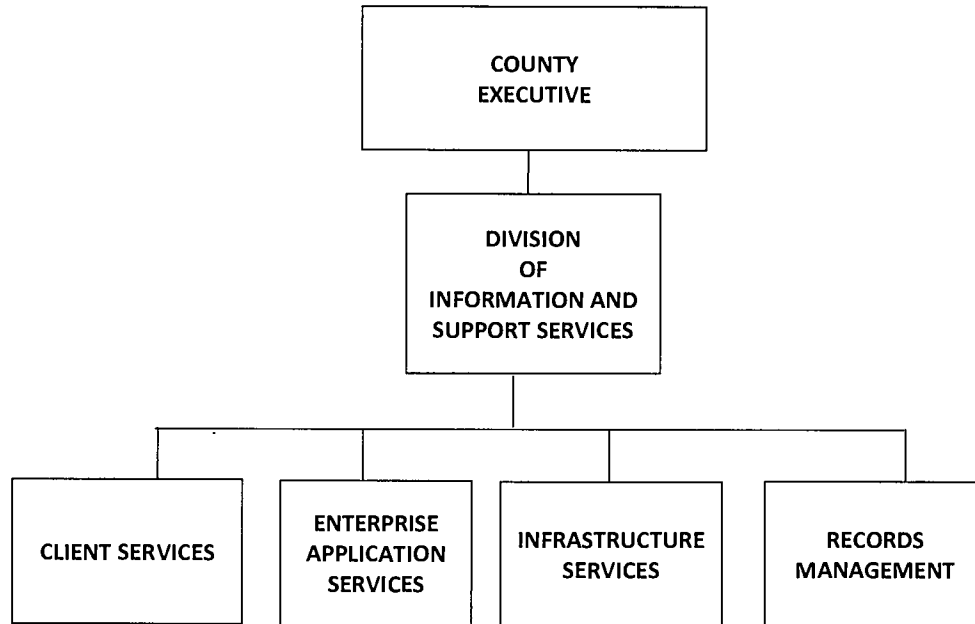 COUNTY
EXECUTIVE
DIVISION
OF
INFORMATION AND
SUPPORT SERVICES
CLIENT SERVICES
ENTERPRISE
APPLICATION
SERVICES
INFRASTRUCTURE
SERVICES
RECORDS
MANAGEMENT